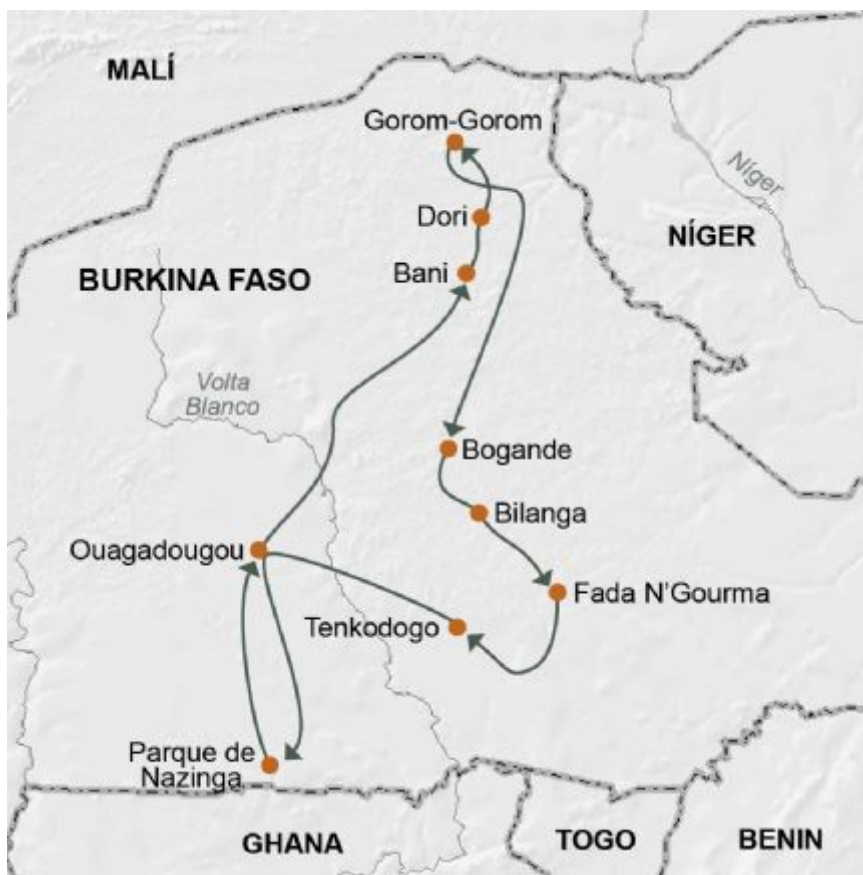 MALÍ
Gorom-Gorom
Níger
Dori
NÍGER
BURKINA FASO
Bani
Volta
Blanco
Bogande
Bilanga
Ouagadougou
Fada N'Gourma
Tenkodogo
Parque de
Nazinga
GHANA
TOGO
BENIN